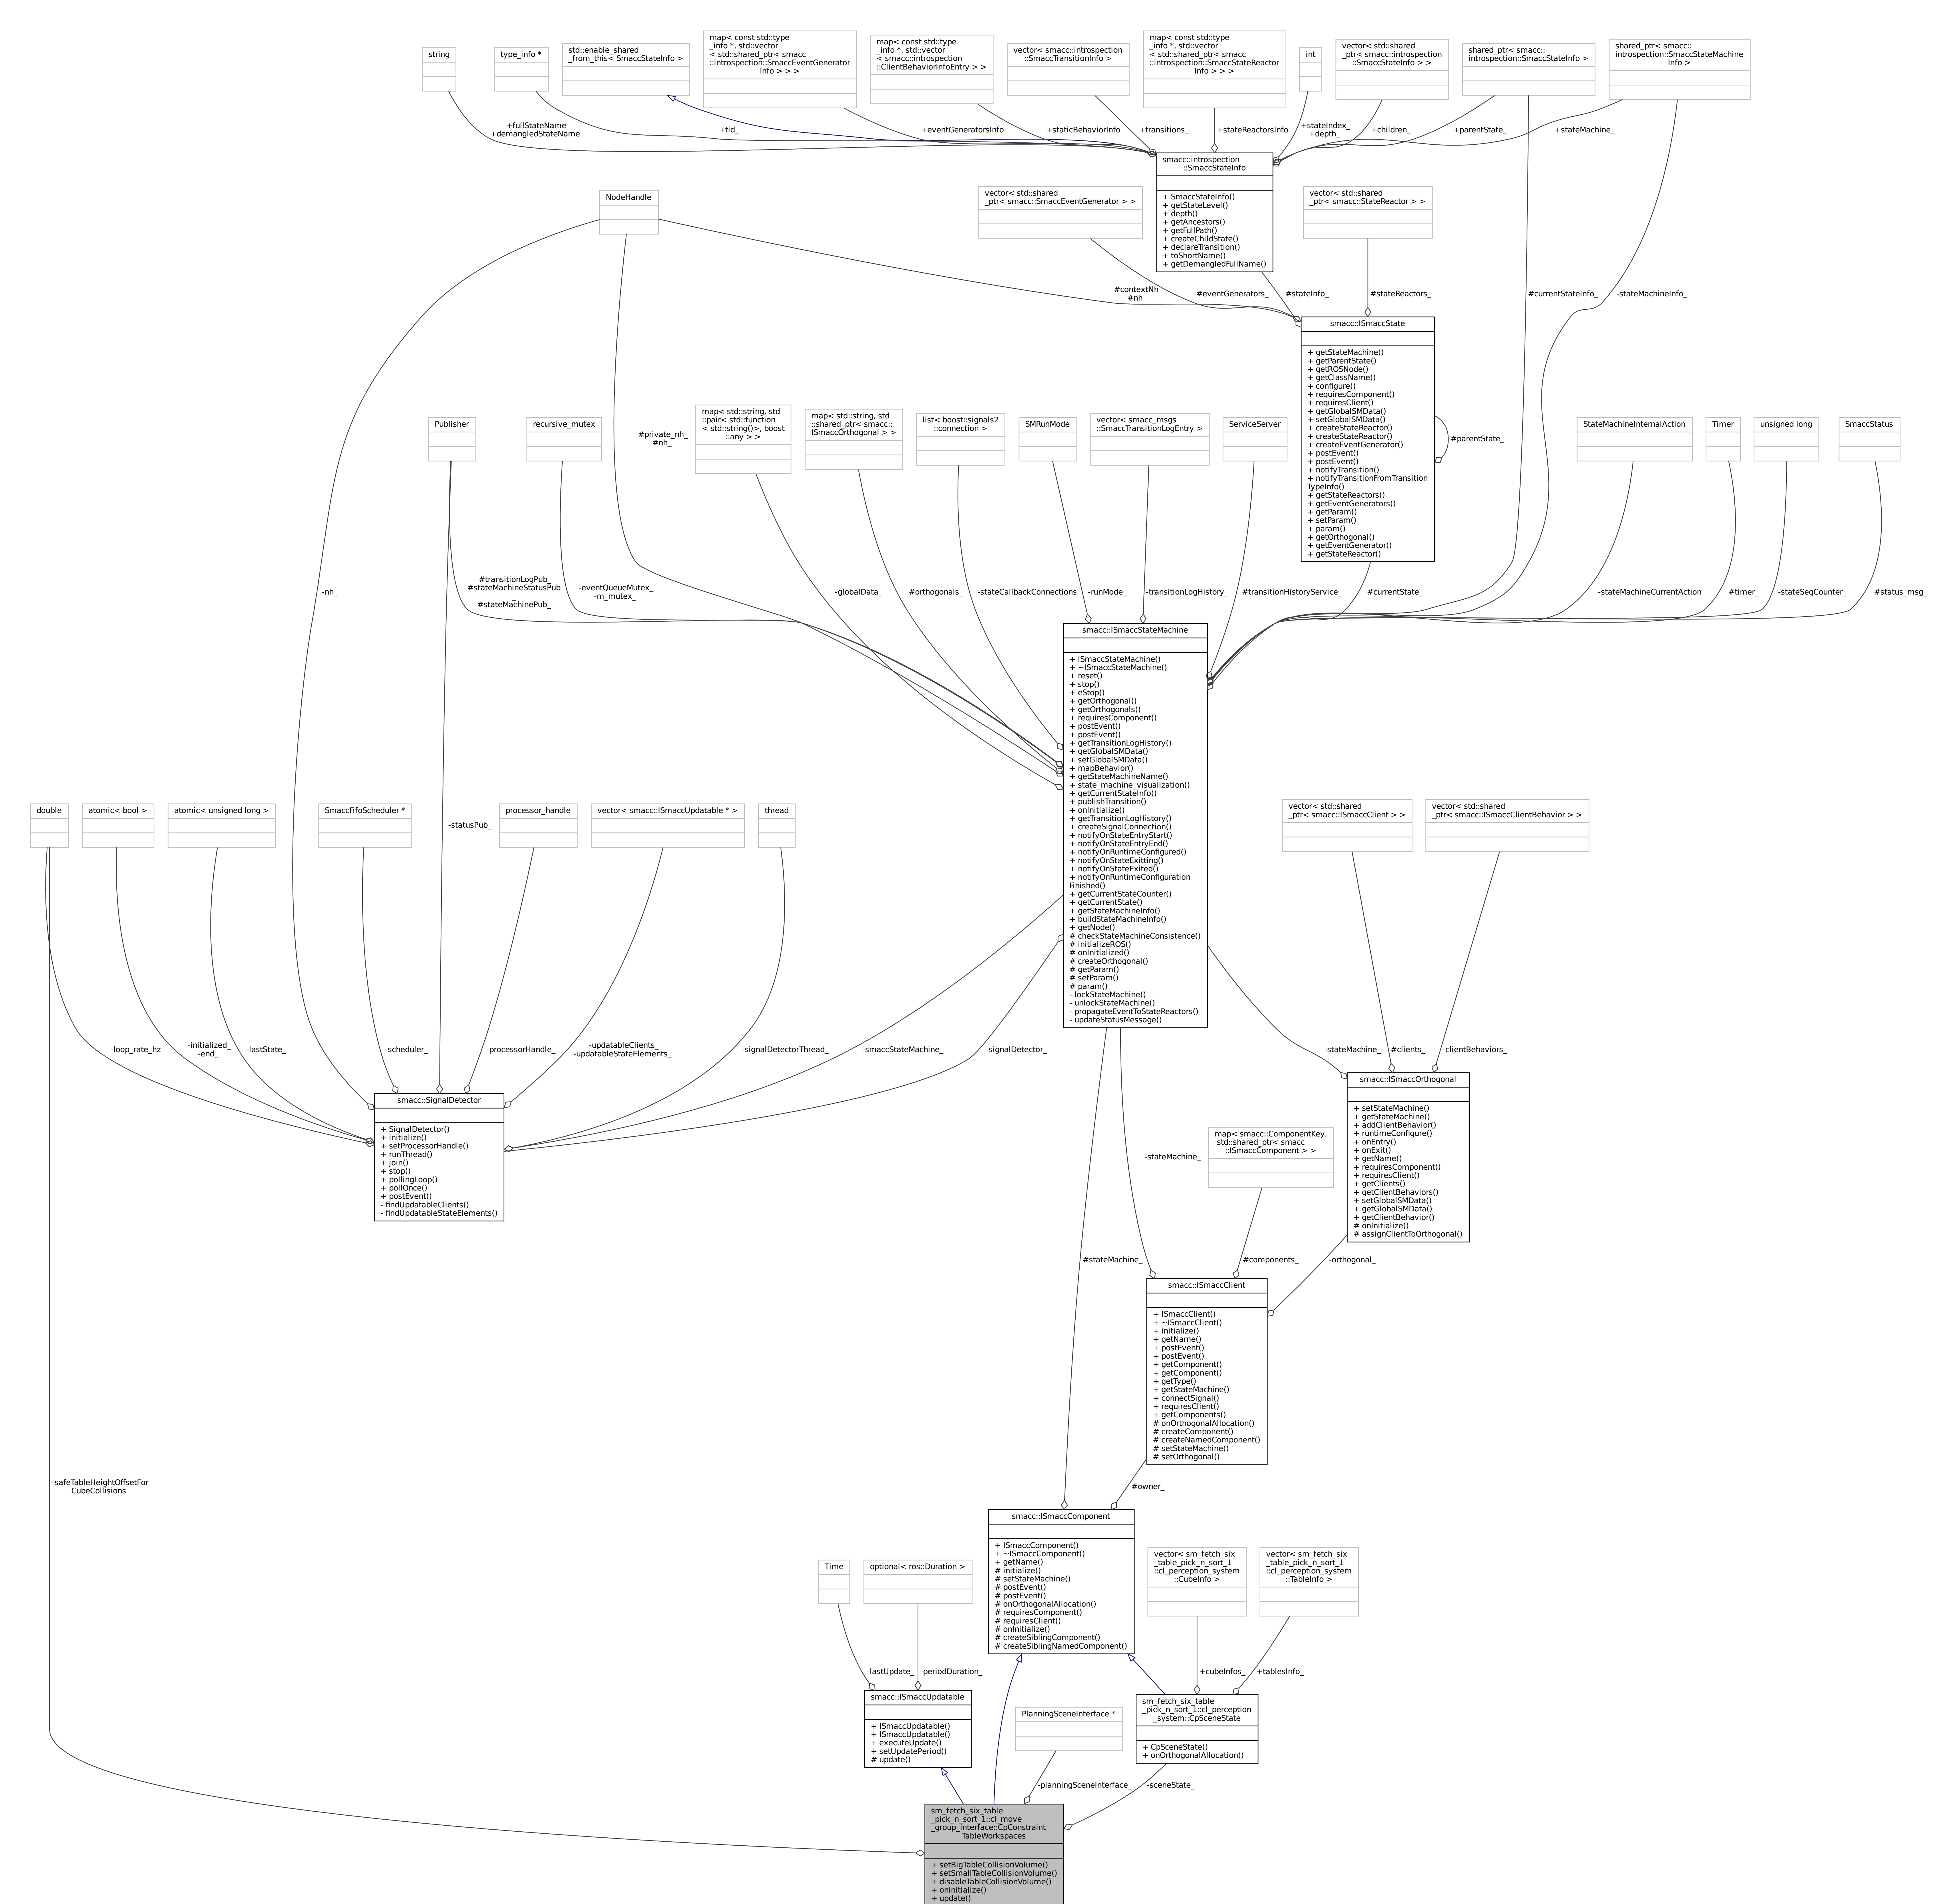 string
type_info *
std::enable_shared
_from_this< SmaccStateInfo >
map< const std::type
_info *, std::vector
< std::shared_ptr< smacc
::introspection::SmaccEventGenerator
Info > > >
map< const std::type
_info *, std::vector
< smacc::introspection
::ClientBehaviorInfoEntry > >
vector< smacc::introspection
::SmaccTransitionInfo >
map< const std::type
_info *, std::vector
< std::shared_ptr< smacc
::introspection::SmaccStateReactor
Info > > >
int
vector< std::shared
_ptr< smacc::introspection
::SmaccStateInfo > >
shared_ptr< smacc::
introspection::SmaccStateInfo >
shared_ptr< smacc::
introspection::SmaccStateMachine
Info >
+fullStateName
+demangledStateName
+tid_
+eventGeneratorsInfo
+staticBehaviorInfo
+transitions_
+stateReactorsInfo
+stateIndex_
+depth_
+children_
+parentState_
+stateMachine_
smacc::introspection
::SmaccStateInfo
+ SmaccStateInfo()
+ getStateLevel()
+ depth()
+ getAncestors()
+ getFullPath()
+ createChildState()
+ declareTransition()
+ toShortName()
+ getDemangledFullName()
NodeHandle
vector< std::shared
_ptr< smacc::SmaccEventGenerator > >
vector< std::shared
_ptr< smacc::StateReactor > >
#contextNh
#nh
#eventGenerators_
#stateInfo_
#stateReactors_
#currentStateInfo_
-stateMachineInfo_
smacc::ISmaccState
+ getStateMachine()
+ getParentState()
+ getROSNode()
+ getClassName()
+ configure()
+ requiresComponent()
+ requiresClient()
+ getGlobalSMData()
+ setGlobalSMData()
+ createStateReactor()
+ createStateReactor()
+ createEventGenerator()
+ postEvent()
+ postEvent()
+ notifyTransition()
+ notifyTransitionFromTransition
TypeInfo()
+ getStateReactors()
+ getEventGenerators()
+ getParam()
+ setParam()
+ param()
+ getOrthogonal()
+ getEventGenerator()
+ getStateReactor()
#parentState_
Publisher
recursive_mutex
#private_nh_
#nh_
map< std::string, std
::pair< std::function
< std::string()>, boost
::any > >
map< std::string, std
::shared_ptr< smacc::
ISmaccOrthogonal > >
list< boost::signals2
::connection >
SMRunMode
vector< smacc_msgs
::SmaccTransitionLogEntry >
ServiceServer
StateMachineInternalAction
Timer
unsigned long
SmaccStatus
-nh_
#transitionLogPub_
#stateMachineStatusPub
_
#stateMachinePub_
-eventQueueMutex_
-m_mutex_
-globalData_
#orthogonals_
-stateCallbackConnections
-runMode_
-transitionLogHistory_
#transitionHistoryService_
#currentState_
-stateMachineCurrentAction
#timer_
-stateSeqCounter_
#status_msg_
smacc::ISmaccStateMachine
+ ISmaccStateMachine()
+ ~ISmaccStateMachine()
+ reset()
+ stop()
+ eStop()
+ getOrthogonal()
+ getOrthogonals()
+ requiresComponent()
+ postEvent()
+ postEvent()
+ getTransitionLogHistory()
+ getGlobalSMData()
+ setGlobalSMData()
+ mapBehavior()
+ getStateMachineName()
+ state_machine_visualization()
+ getCurrentStateInfo()
+ publishTransition()
+ onInitialize()
+ getTransitionLogHistory()
+ createSignalConnection()
+ notifyOnStateEntryStart()
+ notifyOnStateEntryEnd()
+ notifyOnRuntimeConfigured()
+ notifyOnStateExitting()
+ notifyOnStateExited()
+ notifyOnRuntimeConfiguration
Finished()
+ getCurrentStateCounter()
+ getCurrentState()
+ getStateMachineInfo()
+ buildStateMachineInfo()
+ getNode()
# checkStateMachineConsistence()
# initializeROS()
# onInitialized()
# createOrthogonal()
# getParam()
# setParam()
# param()
- lockStateMachine()
- unlockStateMachine()
- propagateEventToStateReactors()
- updateStatusMessage()
double
atomic< bool >
atomic< unsigned long >
SmaccFifoScheduler *
-statusPub_
processor_handle
vector< smacc::ISmaccUpdatable * >
thread
vector< std::shared
_ptr< smacc::ISmaccClient > >
vector< std::shared
_ptr< smacc::ISmaccClientBehavior > >
-loop_rate_hz
-initialized_
-end_
-lastState_
-scheduler_
-processorHandle_
-updatableClients_
-updatableStateElements_
-signalDetectorThread_
-smaccStateMachine_
-signalDetector_
-stateMachine_
#clients_
-clientBehaviors_
smacc::SignalDetector
+ SignalDetector()
+ initialize()
+ setProcessorHandle()
+ runThread()
+ join()
+ stop()
+ pollingLoop()
+ pollOnce()
+ postEvent()
- findUpdatableClients()
- findUpdatableStateElements()
smacc::ISmaccOrthogonal
+ setStateMachine()
+ getStateMachine()
+ addClientBehavior()
+ runtimeConfigure()
+ onEntry()
+ onExit()
+ getName()
+ requiresComponent()
+ requiresClient()
+ getClients()
+ getClientBehaviors()
+ setGlobalSMData()
+ getGlobalSMData()
+ getClientBehavior()
# onInitialize()
# assignClientToOrthogonal()
map< smacc::ComponentKey,
std::shared_ptr< smacc
::ISmaccComponent > >
-stateMachine_
#stateMachine_
#components_
-orthogonal_
smacc::ISmaccClient
+ ISmaccClient()
+ ~ISmaccClient()
+ initialize()
+ getName()
+ postEvent()
+ postEvent()
+ getComponent()
+ getComponent()
+ getType()
+ getStateMachine()
+ connectSignal()
+ requiresClient()
+ getComponents()
# onOrthogonalAllocation()
# createComponent()
# createNamedComponent()
# setStateMachine()
# setOrthogonal()
-safeTableHeightOffsetFor
CubeCollisions
#owner_
smacc::ISmaccComponent
+ ISmaccComponent()
+ ~ISmaccComponent()
+ getName()
# initialize()
# setStateMachine()
# postEvent()
# postEvent()
# onOrthogonalAllocation()
# requiresComponent()
# requiresClient()
# onInitialize()
# createSiblingComponent()
# createSiblingNamedComponent()
Time
optional< ros::Duration >
vector< sm_fetch_six
_table_pick_n_sort_1
::cl_perception_system
::CubeInfo >
vector< sm_fetch_six
_table_pick_n_sort_1
::cl_perception_system
::TableInfo >
-lastUpdate_
-periodDuration_
+cubeInfos_
+tablesInfo_
smacc::ISmaccUpdatable
+ ISmaccUpdatable()
+ ISmaccUpdatable()
+ executeUpdate()
+ setUpdatePeriod()
# update()
PlanningSceneInterface *
sm_fetch_six_table
_pick_n_sort_1::cl_perception
_system::CpSceneState
+ CpSceneState()
+ onOrthogonalAllocation()
-planningSceneInterface_
-sceneState_
sm_fetch_six_table
_pick_n_sort_1::cl_move
_group_interface::CpConstraint
TableWorkspaces
+ setBigTableCollisionVolume()
+ setSmallTableCollisionVolume()
+ disableTableCollisionVolume()
+ onInitialize()
+ update()